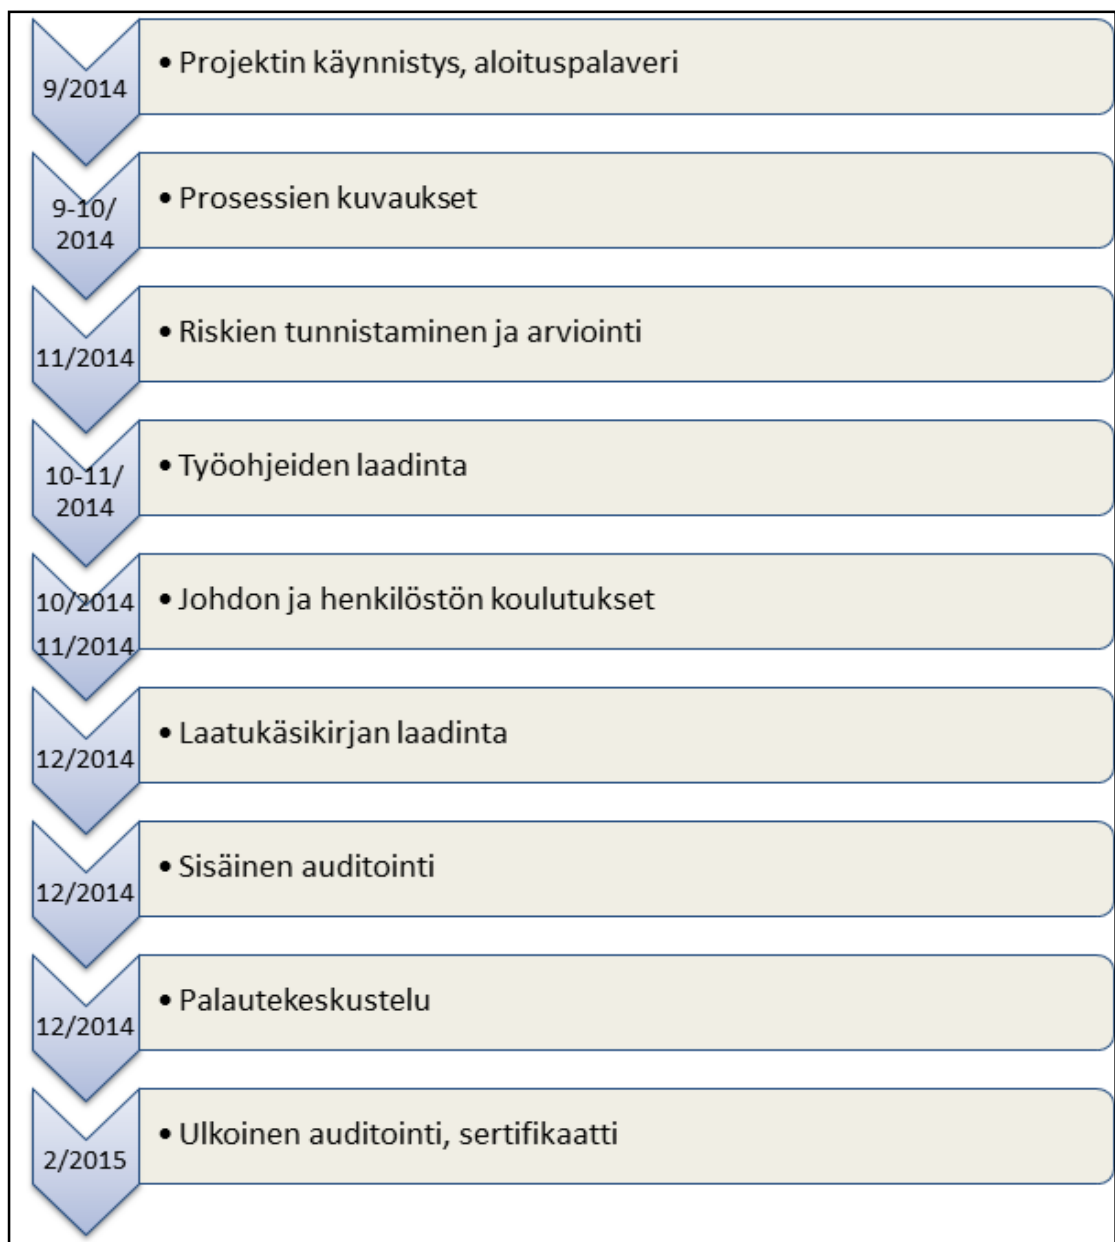 9/2014
• Projektin käynnistys, aloituspalaveri
9-10/
2014
• Prosessien kuvaukset
11/2014
• Riskien tunnistaminen ja arviointi
10-11/
2014
• Työohjeiden laadinta
10/2014
11/2014
• Johdon ja henkilöstön koulutukset
12/2014
• Laatukäsikirjan laadinta
12/2014
• Sisäinen auditointi
12/2014
• Palautekeskustelu
2/2015
• Ulkoinen auditointi, sertifikaatti